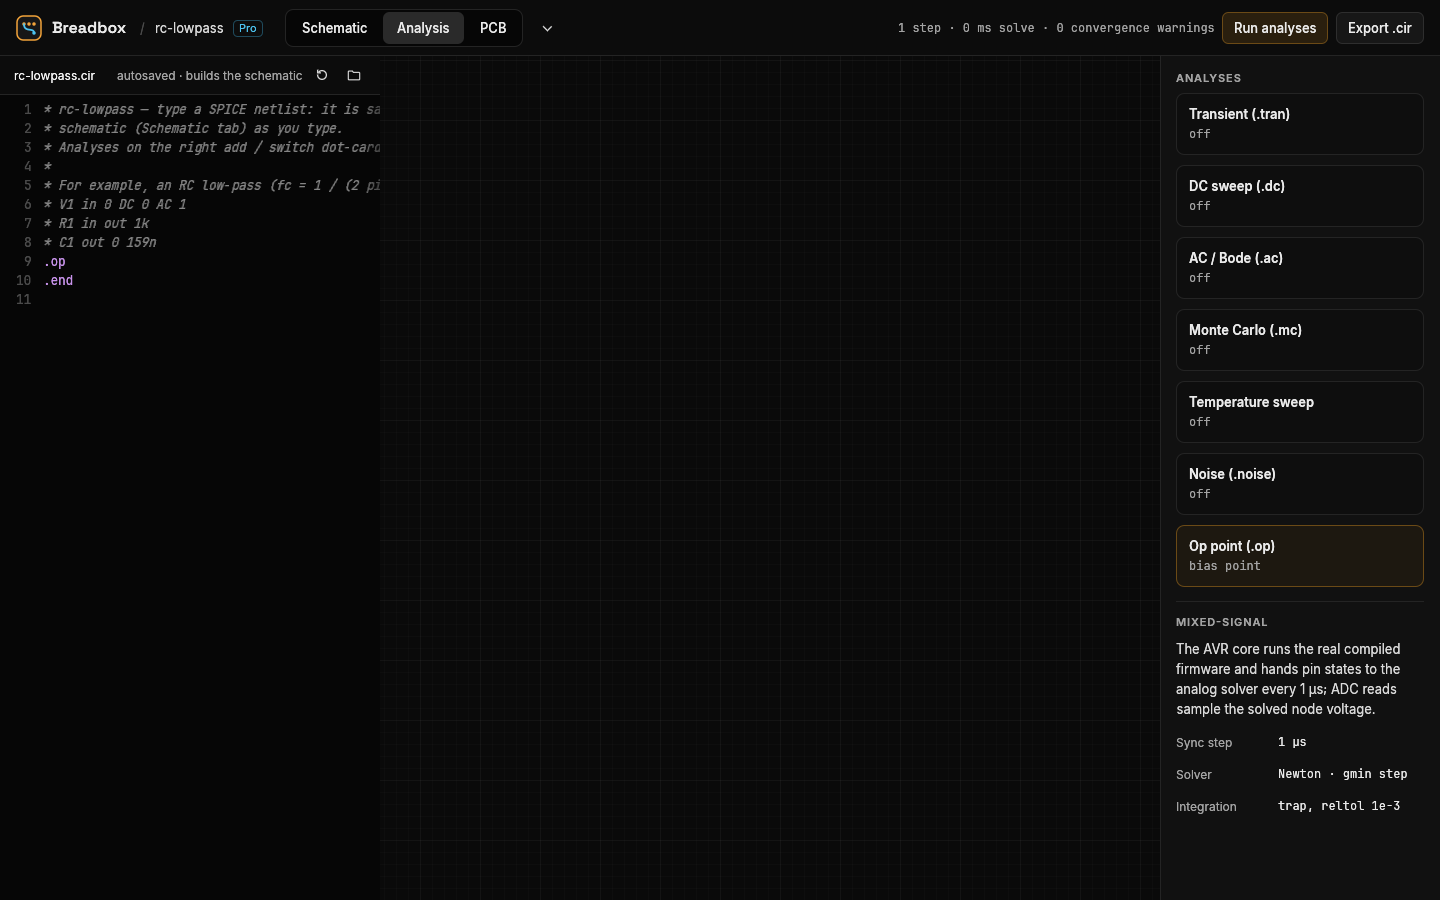 Breadbox / rc-lowpass Pro Schematic Analysis PCB 1 step · 0 ms solve · 0 convergence warnings Run analyses Export .cir
rc-lowpass.cir autosaved · builds the schematic
1 * rc-lowpass — type a SPICE netlist: it is sa
2 * schematic (Schematic tab) as you type.
3 * Analyses on the right add / switch dot-card
4 *
5 * For example, an RC low-pass (fc = 1 / (2 pi
6 * V1 in 0 DC 0 AC 1
7 * R1 in out 1k
8 * C1 out 0 159n
9 .op
10 .end
11
ANALYSES
Transient (.tran)
off
DC sweep (.dc)
off
AC / Bode (.ac)
off
Monte Carlo (.mc)
off
Temperature sweep
off
Noise (.noise)
off
Op point (.op)
bias point
MIXED-SIGNAL
The AVR core runs the real compiled
firmware and hands pin states to the
analog solver every 1 µs; ADC reads
sample the solved node voltage.
Sync step 1 µs
Solver Newton · gmin step
Integration trap, reltol 1e-3